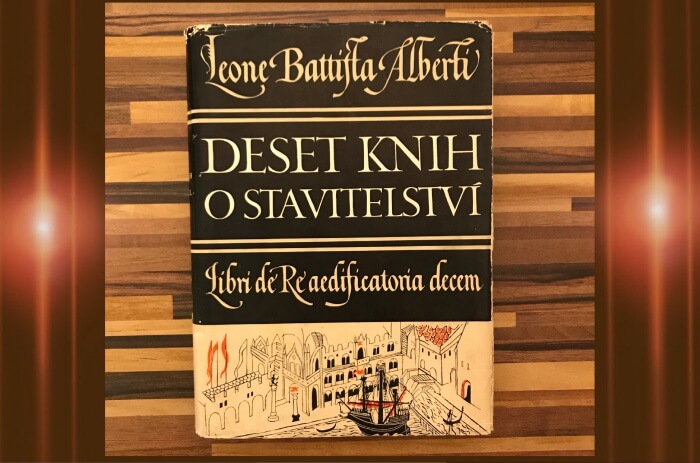 Leone Battista Alberti
DESET KNIH
O STAVITELSTVÍ
Libri de Re aedificatoria decem